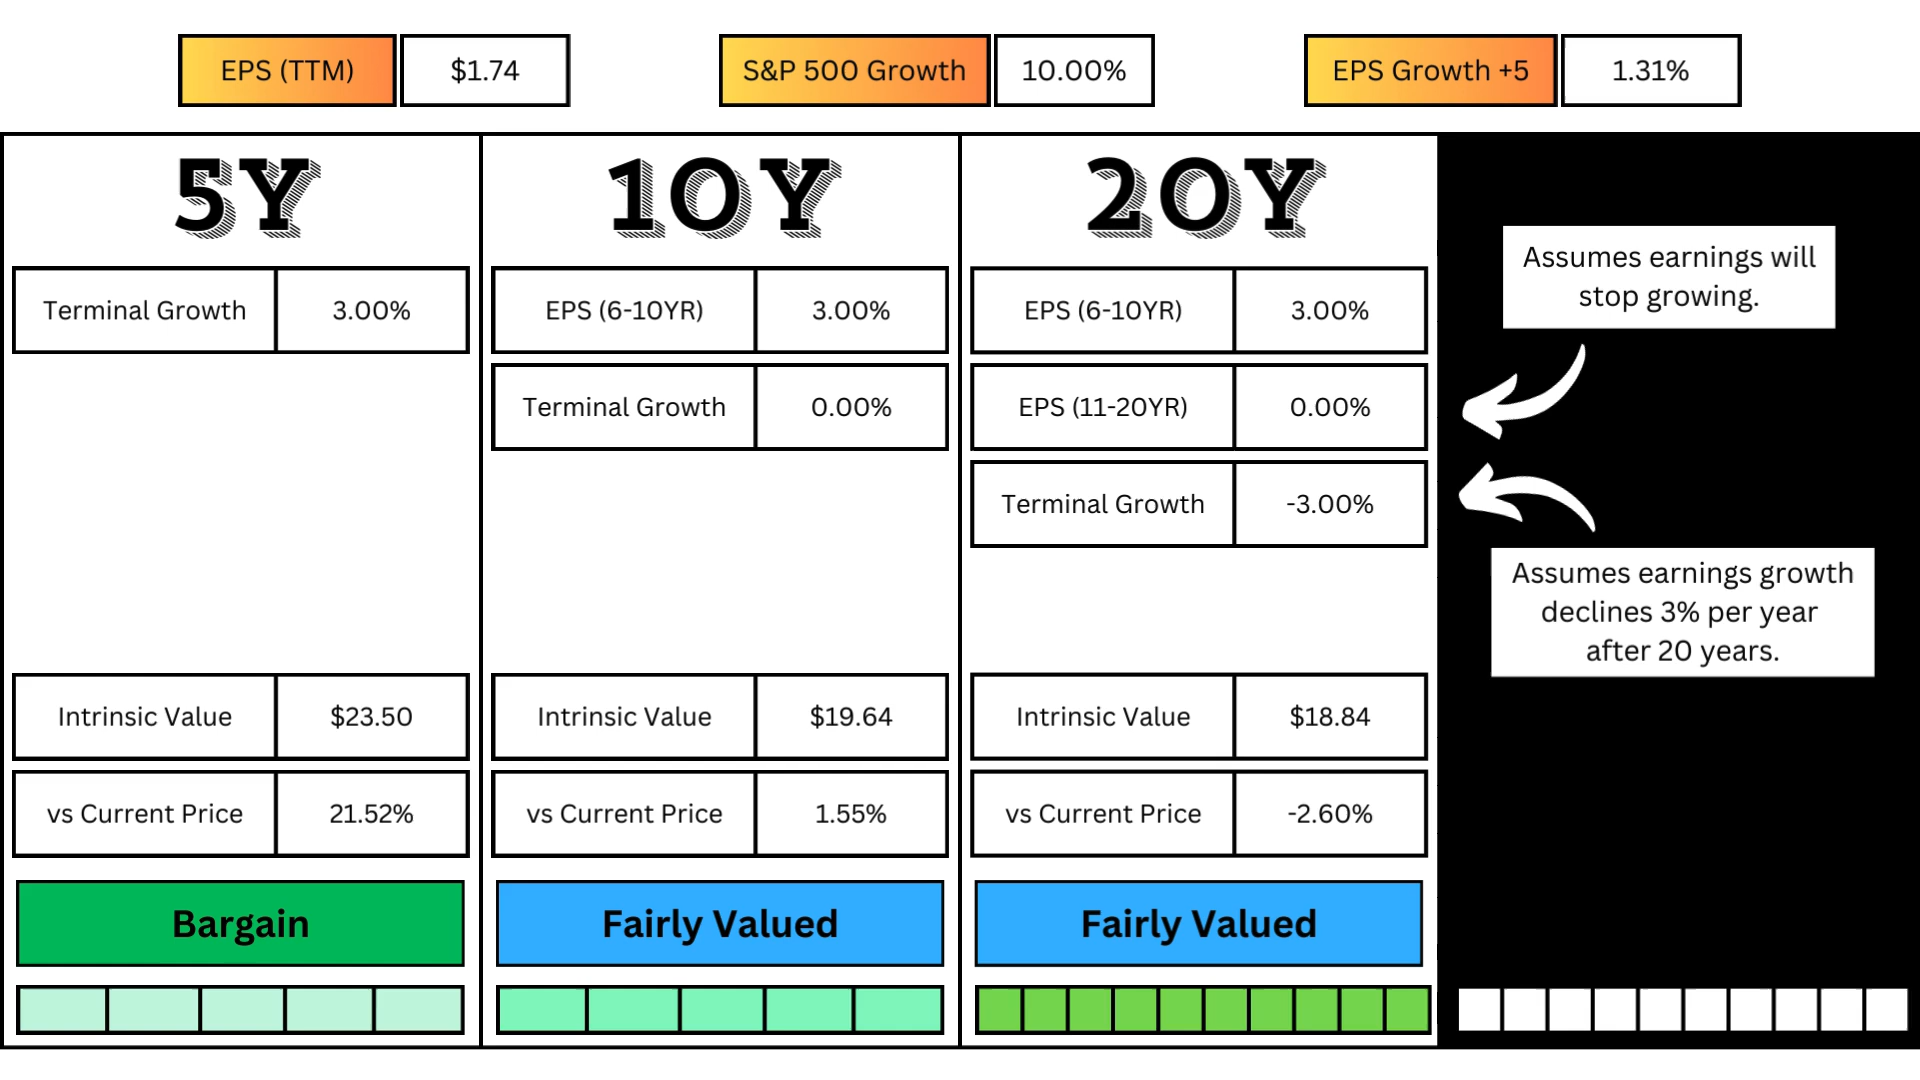 EPS (TTM) $1.74
S&P 500 Growth 10.00%
EPS Growth +5 1.31%
5Y
Terminal Growth 3.00%
Intrinsic Value $23.50
vs Current Price 21.52%
Bargain
10Y
EPS (6-10YR) 3.00%
Terminal Growth 0.00%
Intrinsic Value $19.64
vs Current Price 1.55%
Fairly Valued
20Y
EPS (6-10YR) 3.00%
EPS (11-20YR) 0.00%
Terminal Growth -3.00%
Intrinsic Value $18.84
vs Current Price -2.60%
Fairly Valued
Assumes earnings will
stop growing.
Assumes earnings growth
declines 3% per year
after 20 years.